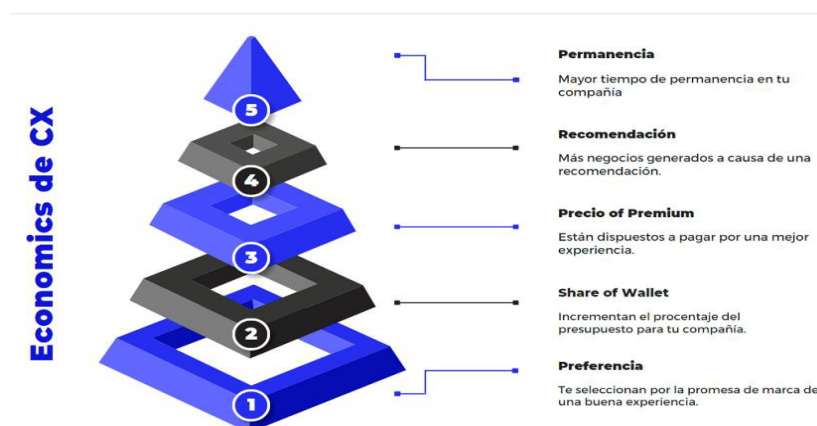 Economics de CX
5
4
3
2
1
Permanencia
Mayor tiempo de permanencia en tu
compañía
Recomendación
Más negocios generados a causa de una
recomendación.
Precio of Premium
Están dispuestos a pagar por una mejor
experiencia.
Share of Wallet
Incrementan el procentaje del
presupuesto para tu compañía.
Preferencia
Te seleccionan por la promesa de marca de
una buena experiencia.